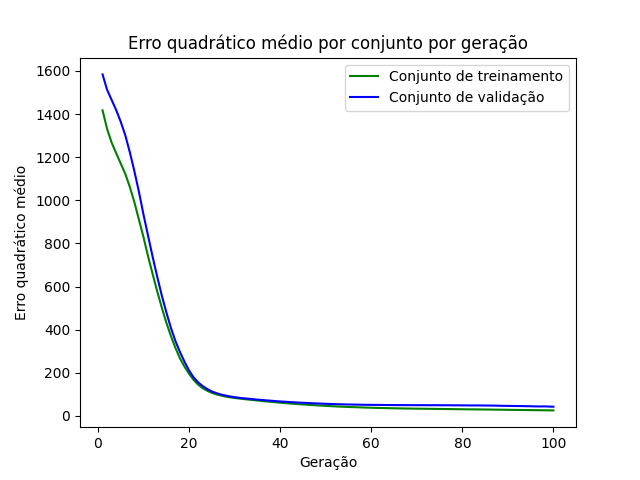 Erro quadrático médio por conjunto por geração
Conjunto de treinamento
Conjunto de validação
Erro quadrático médio
1600
1400
1200
1000
800
600
400
200
0
0 20 40 60 80 100
Geração